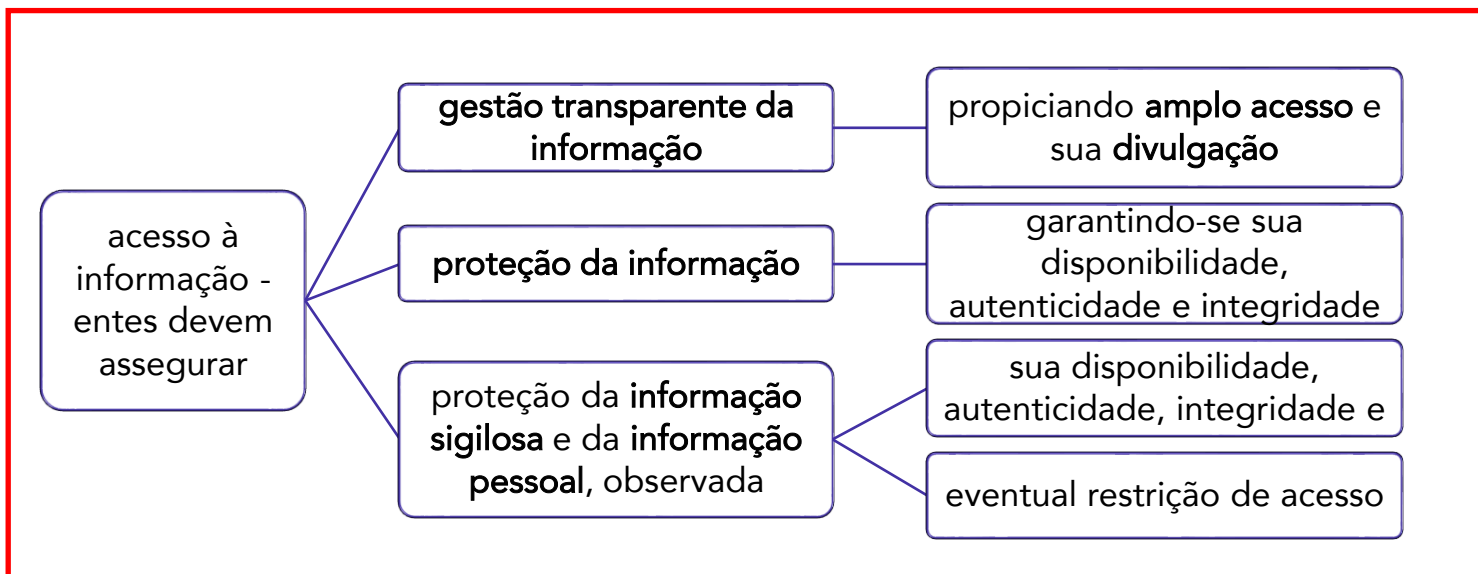 acesso à
informação -
entes devem
assegurar
gestão transparente da
informação
propiciando amplo acesso e
sua divulgação
proteção da informação
garantindo-se sua
disponibilidade,
autenticidade e integridade
proteção da informação
sigilosa e da informação
pessoal, observada
sua disponibilidade,
autenticidade, integridade e
eventual restrição de acesso